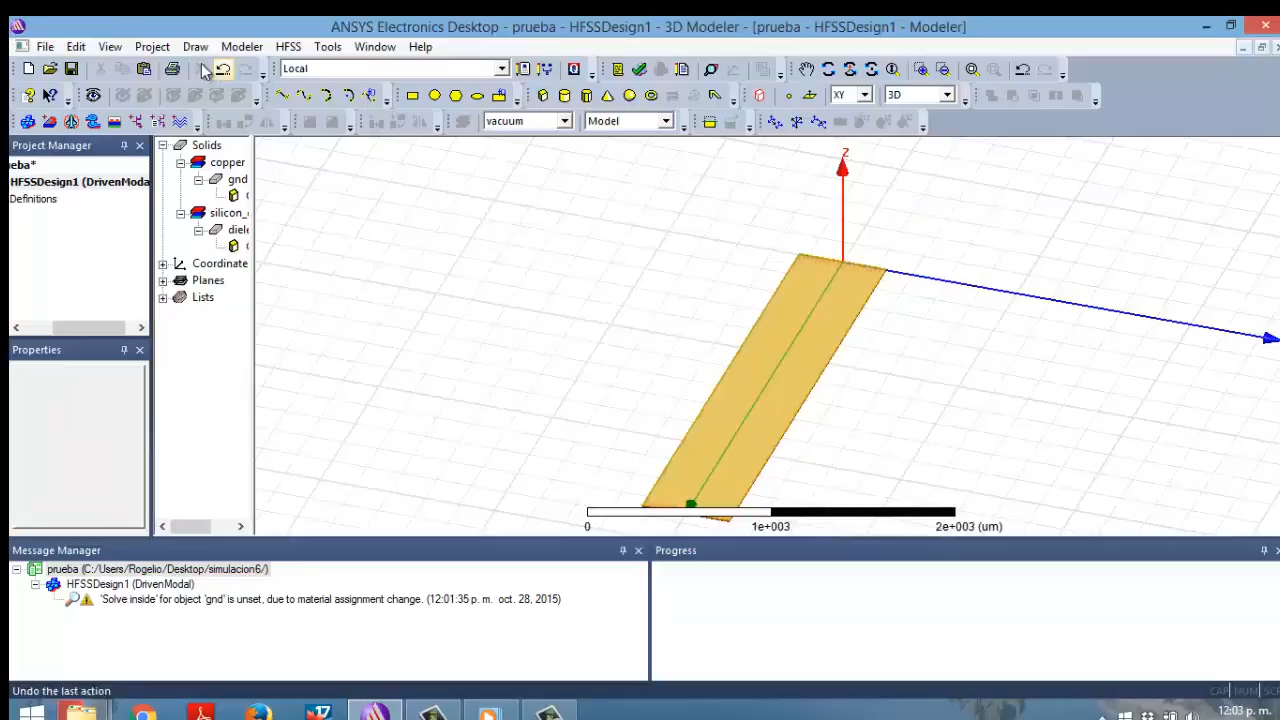 ANSYS Electronics Desktop - prueba - HFSSDesign1 - 3D Modeler - [prueba - HFSSDesign1 - Modeler]
File Edit View Project Draw Modeler HFSS Tools Window Help
Local
XY 3D
vacuum Model
Project Manager
eba*
HFSSDesign1 (DrivenModa
Definitions
Solids
copper
gnd
silicon_
diele
Coordinate
Planes
Lists
Z
Properties
0 1e+003 2e+003 (um)
Message Manager
prueba (C:/Users/Rogelio/Desktop/simulacion6/)
HFSSDesign1 (DrivenModal)
'Solve inside' for object 'gnd' is unset, due to material assignment change. (12:01:35 p. m. oct. 28, 2015)
Progress
Undo the last action
CAP NUM SC
17
12:03 p. m.